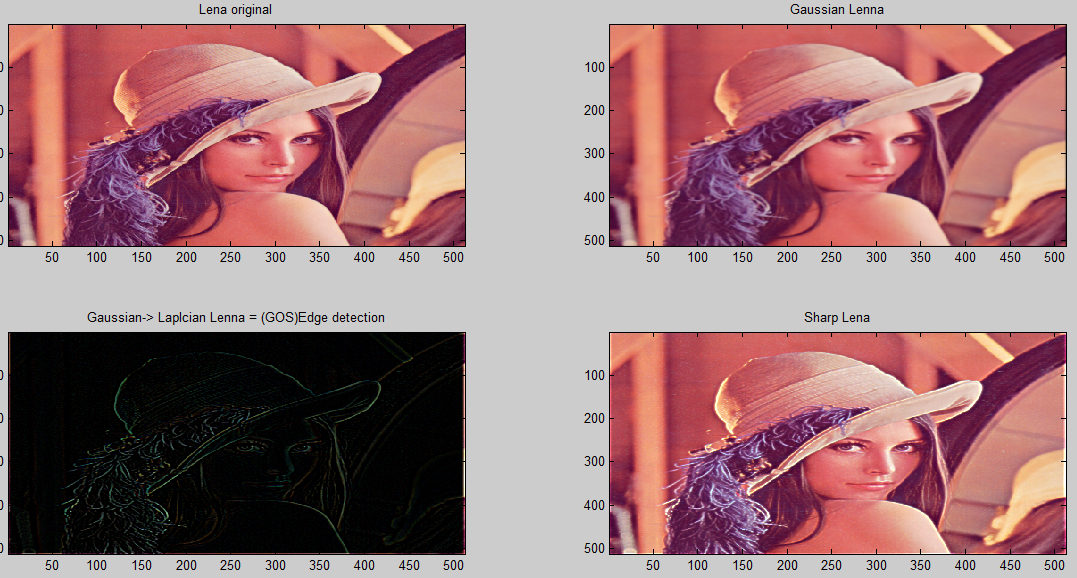 Lena original
Gaussian Lenna
100
200
300
400
500
50 100 150 200 250 300 350 400 450 500
50 100 150 200 250 300 350 400 450 500
Gaussian-> Laplcian Lenna = (GOS)Edge detection
Sharp Lena
100
200
300
400
500
50 100 150 200 250 300 350 400 450 500
50 100 150 200 250 300 350 400 450 500